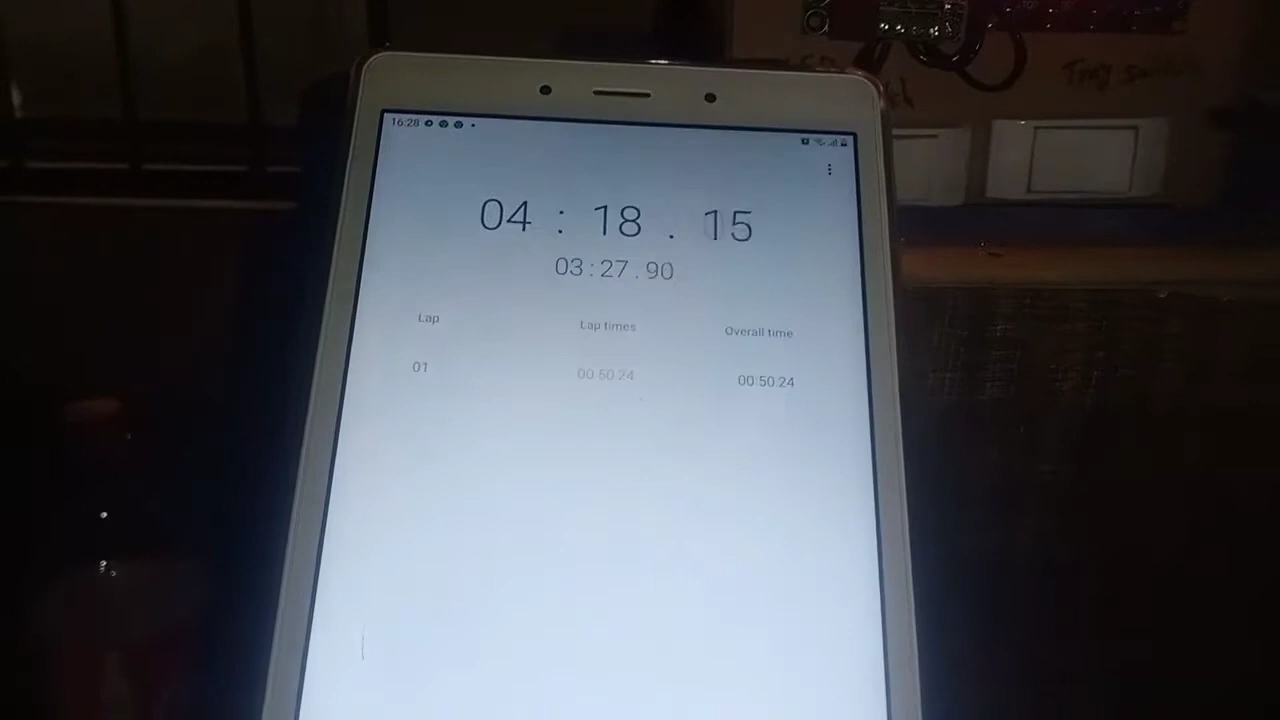 Tiny
16:28
04 : 18 . 15
03:27.90
Lap Lap times Overall time
01 00:50.24 00:50.24